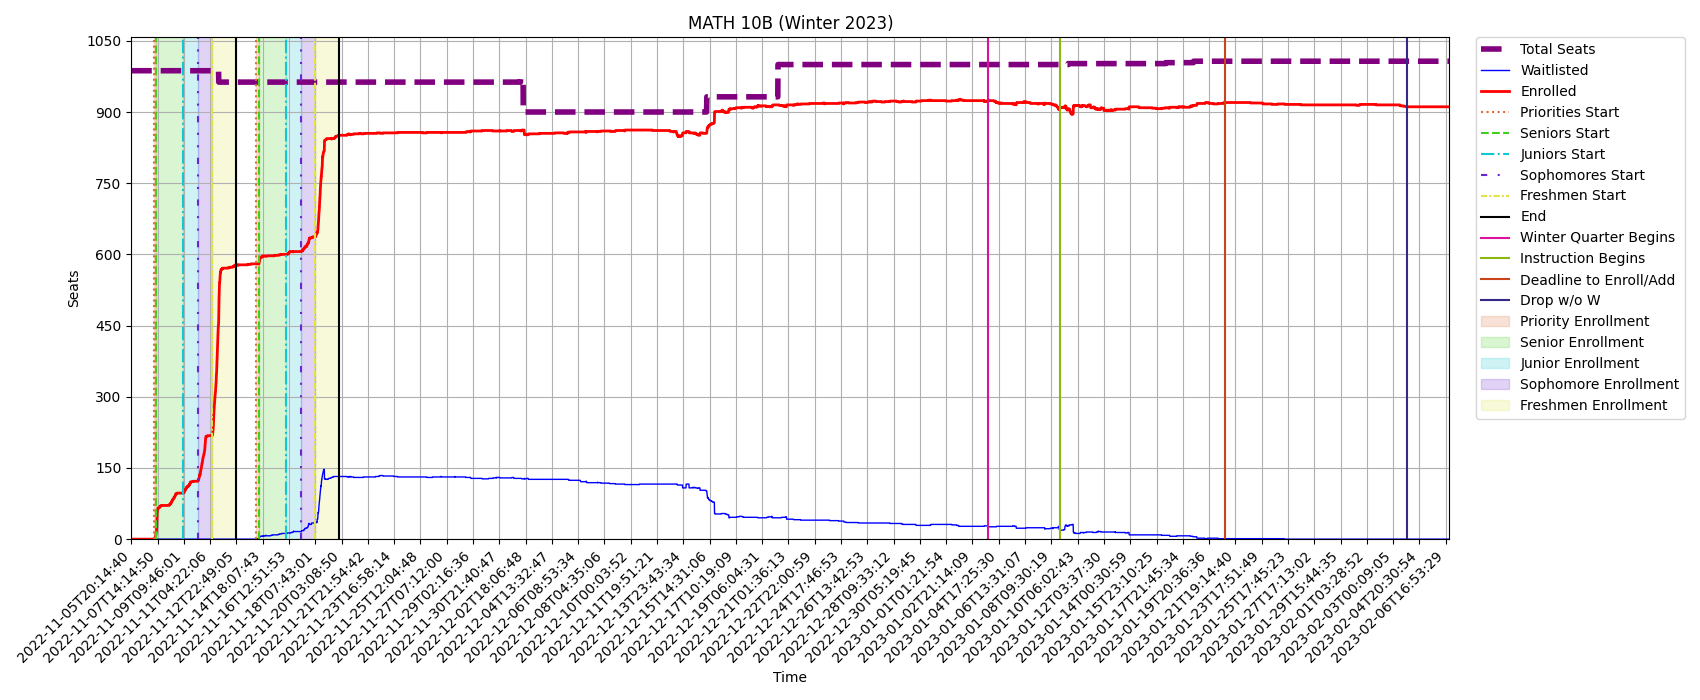 MATH 10B (Winter 2023)
1050
900
750
600
450
300
150
0
Seats
2022-11-05T20:14:40
2022-11-07T14:14:50
2022-11-09T09:46:01
2022-11-11T04:22:06
2022-11-12T22:49:05
2022-11-14T18:07:43
2022-11-16T12:51:53
2022-11-18T07:43:01
2022-11-20T03:08:50
2022-11-21T21:54:42
2022-11-23T16:58:14
2022-11-25T12:04:48
2022-11-27T07:12:00
2022-11-29T02:16:30
2022-11-30T21:40:47
2022-12-02T18:06:48
2022-12-04T13:32:47
2022-12-06T08:53:34
2022-12-08T04:35:06
2022-12-10T00:03:52
2022-12-11T19:51:21
2022-12-13T23:43:34
2022-12-15T14:31:06
2022-12-17T10:19:09
2022-12-19T06:04:31
2022-12-21T01:36:13
2022-12-22T22:00:59
2022-12-24T17:46:53
2022-12-26T13:42:53
2022-12-28T09:33:12
2022-12-30T05:19:45
2023-01-01T01:21:54
2023-01-02T21:14:09
2023-01-04T17:25:30
2023-01-06T13:31:07
2023-01-08T09:30:19
2023-01-10T06:02:43
2023-01-12T03:37:30
2023-01-14T00:30:59
2023-01-15T23:10:25
2023-01-17T21:45:34
2023-01-19T20:36:36
2023-01-21T19:14:40
2023-01-23T17:51:49
2023-01-25T17:45:23
2023-01-27T17:13:02
2023-01-29T15:44:35
2023-02-01T03:28:52
2023-02-03T00:09:05
2023-02-04T20:30:54
2023-02-06T16:53:29
Time
Total Seats
Waitlisted
Enrolled
Priorities Start
Seniors Start
Juniors Start
Sophomores Start
Freshmen Start
End
Winter Quarter Begins
Instruction Begins
Deadline to Enroll/Add
Drop w/o W
Priority Enrollment
Senior Enrollment
Junior Enrollment
Sophomore Enrollment
Freshmen Enrollment